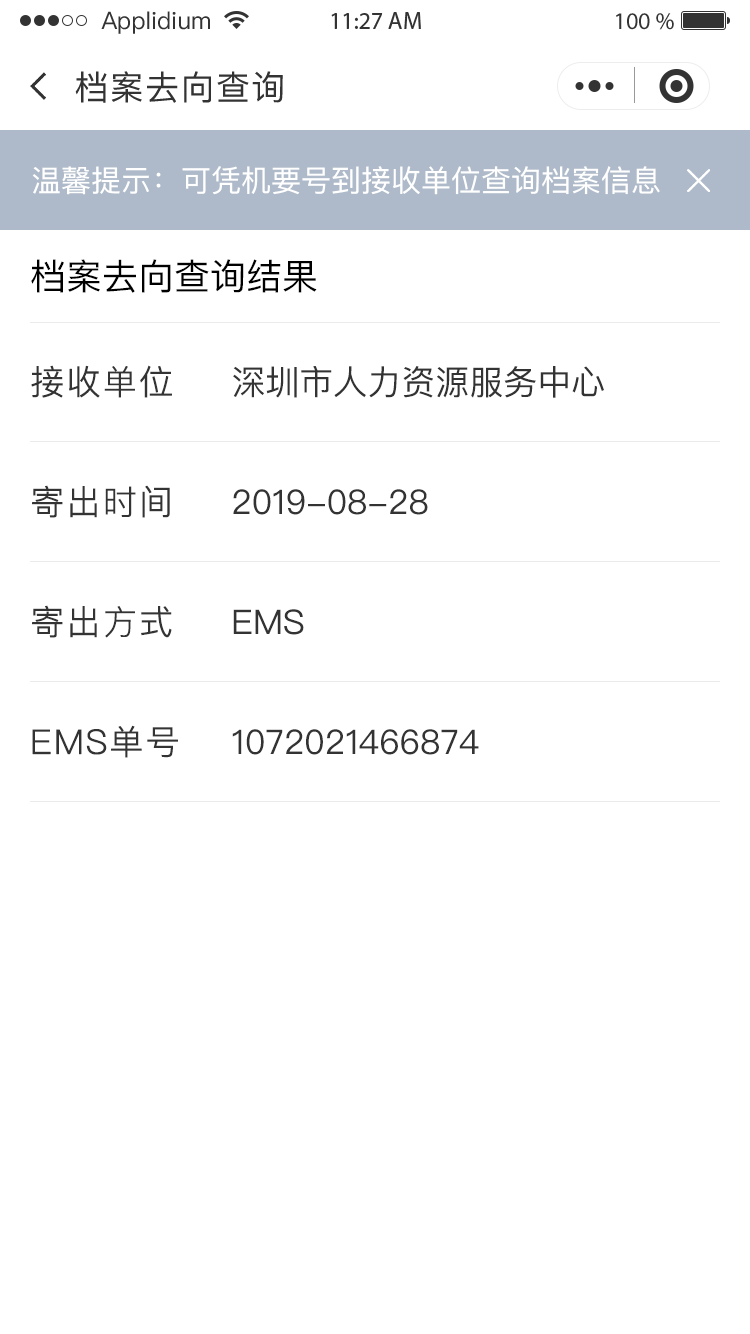 Applidium 11:27 AM 100 %
档案去向查询
温馨提示：可凭机要号到接收单位查询档案信息
档案去向查询结果
接收单位 深圳市人力资源服务中心
寄出时间 2019-08-28
寄出方式 EMS
EMS单号 1072021466874